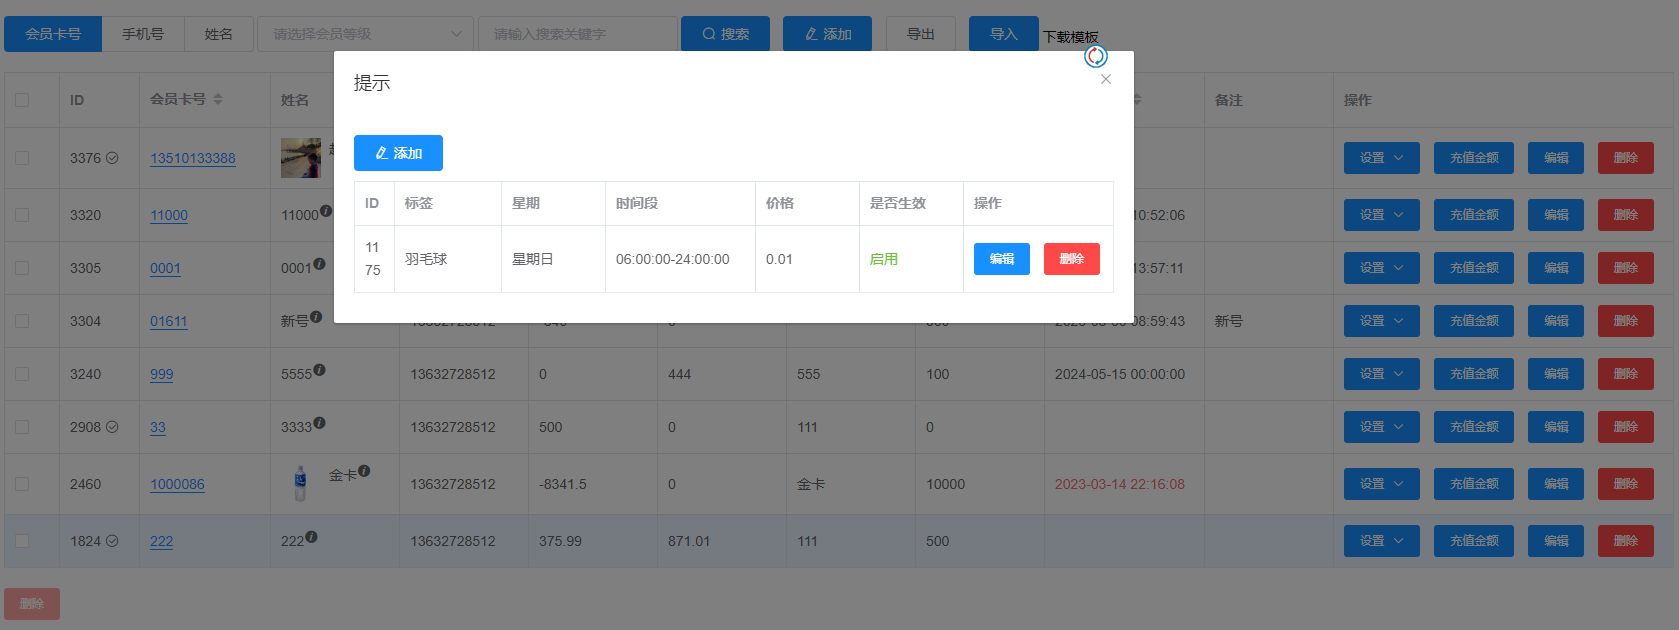 会员卡号 手机号 姓名 请选择会员等级 请输入搜索关键字 搜索 添加 导出 导入 下载模板
提示
ID 会员卡号 姓名 备注 操作
添加
3376 13510133388 设置 充值金额 编辑 删除
ID 标签 星期 时间段 价格 是否生效 操作
3320 11000 11000 10:52:06 设置 充值金额 编辑 删除
1175 羽毛球 星期日 06:00:00-24:00:00 0.01 启用 编辑 删除
3305 0001 0001 13:57:11 设置 充值金额 编辑 删除
3304 01611 新号 08:59:43 新号 设置 充值金额 编辑 删除
3240 999 5555 13632728512 0 444 555 100 2024-05-15 00:00:00 设置 充值金额 编辑 删除
2908 33 3333 13632728512 500 0 111 0 设置 充值金额 编辑 删除
2460 1000086 金卡 13632728512 -8341.5 0 金卡 10000 2023-03-14 22:16:08 设置 充值金额 编辑 删除
1824 222 222 13632728512 375.99 871.01 111 500 设置 充值金额 编辑 删除
删除